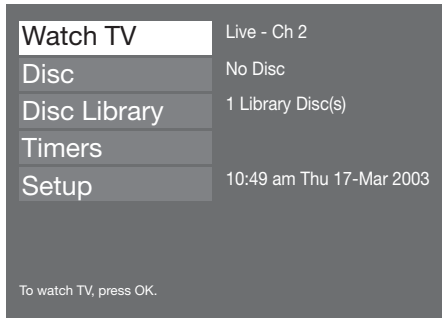 Watch TV
Live - Ch 2
Disc
No Disc
Disc Library
1 Library Disc(s)
Timers
Setup
10:49 am Thu 17-Mar 2003
To watch TV, press OK.